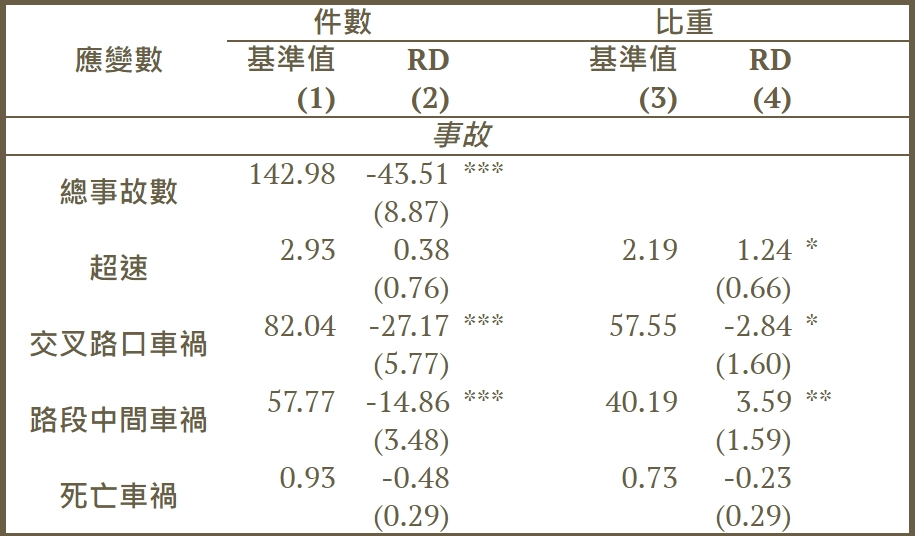 件數 比重
應變數 基準值 RD 基準值 RD
(1) (2) (3) (4)
事故
總事故數 142.98 -43.51 ***
(8.87)
超速 2.93 0.38 2.19 1.24 *
(0.76) (0.66)
交叉路口車禍 82.04 -27.17 *** 57.55 -2.84 *
(5.77) (1.60)
路段中間車禍 57.77 -14.86 *** 40.19 3.59 **
(3.48) (1.59)
死亡車禍 0.93 -0.48 0.73 -0.23
(0.29) (0.29)